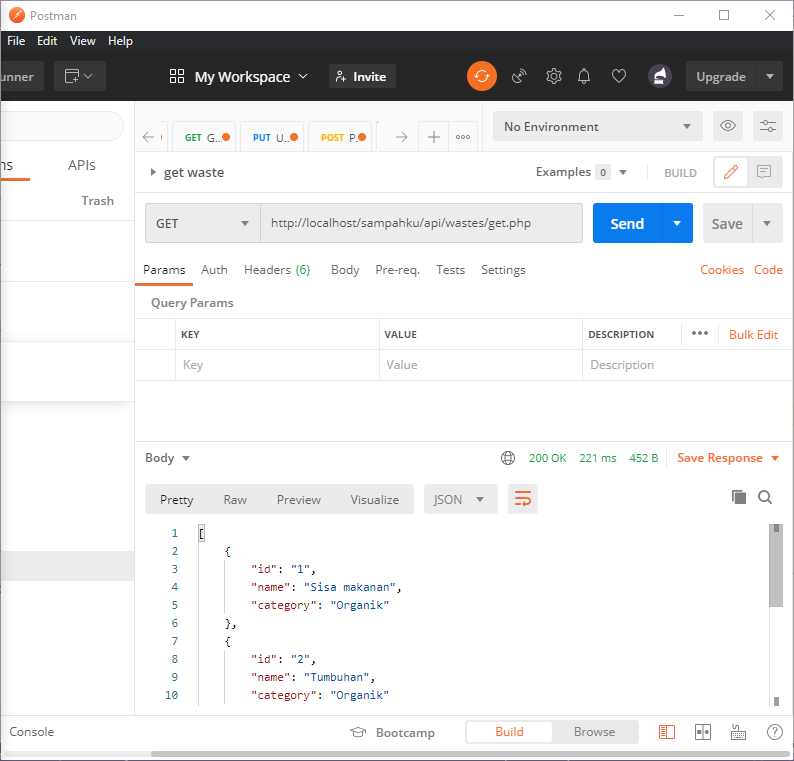 Postman
File Edit View Help
unner My Workspace Invite Upgrade
GET G... PUT U... POST P... No Environment
ns APIs
get waste Examples 0 BUILD
Trash
GET http://localhost/sampahku/api/wastes/get.php Send Save
Params Auth Headers (6) Body Pre-req. Tests Settings Cookies Code
Query Params
KEY VALUE DESCRIPTION Bulk Edit
Key Value Description
Body 200 OK 221 ms 452 B Save Response
Pretty Raw Preview Visualize JSON
1 [
2 {
3 "id": "1",
4 "name": "Sisa makanan",
5 "category": "Organik"
6 },
7 {
8 "id": "2",
9 "name": "Tumbuhan",
10 "category": "Organik"
Console Bootcamp Build Browse